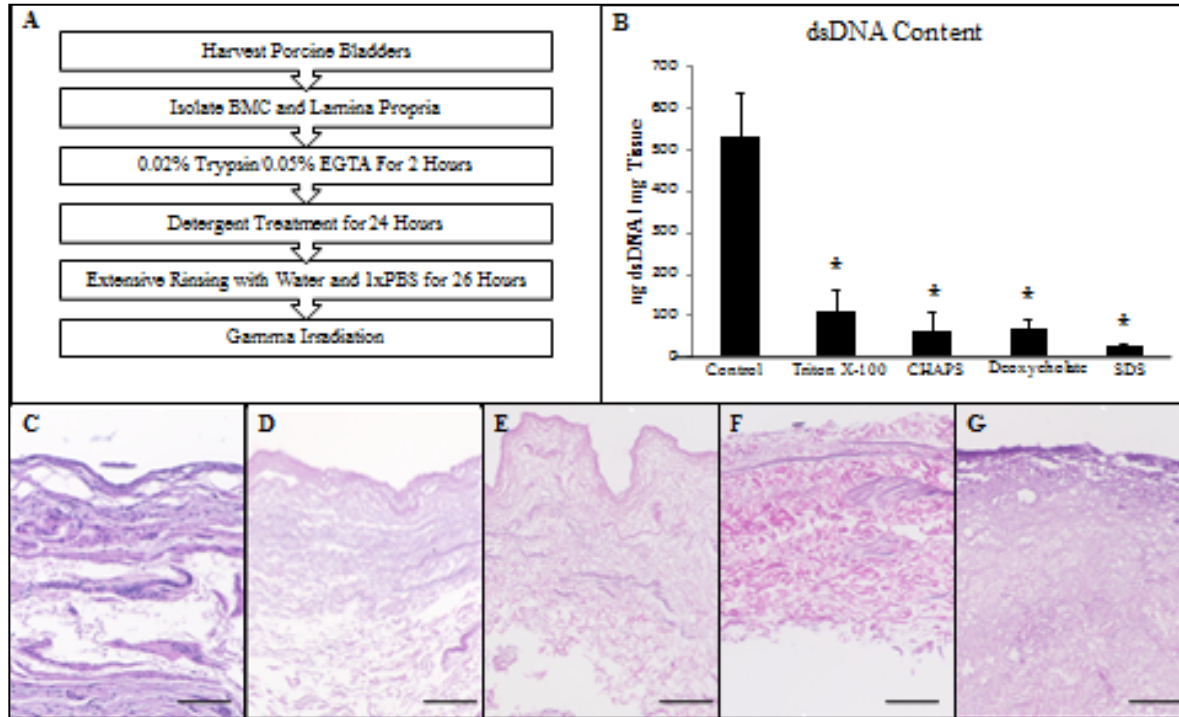 A
Harvest Porcine Bladders
Isolate BMC and Lamina Propria
0.02% Trypsin/0.05% EGTA For 2 Hours
Detergent Treatment for 24 Hours
Extensive Rinsing with Water and 1xPBS for 26 Hours
Gamma Irradiation
B
dsDNA Content
ng dsDNA/mg Tissue
700
600
500
400
300
200
100
0
* * * *
Control Triton X-100 CHAPS Deoxycholate SDS
C D E F G